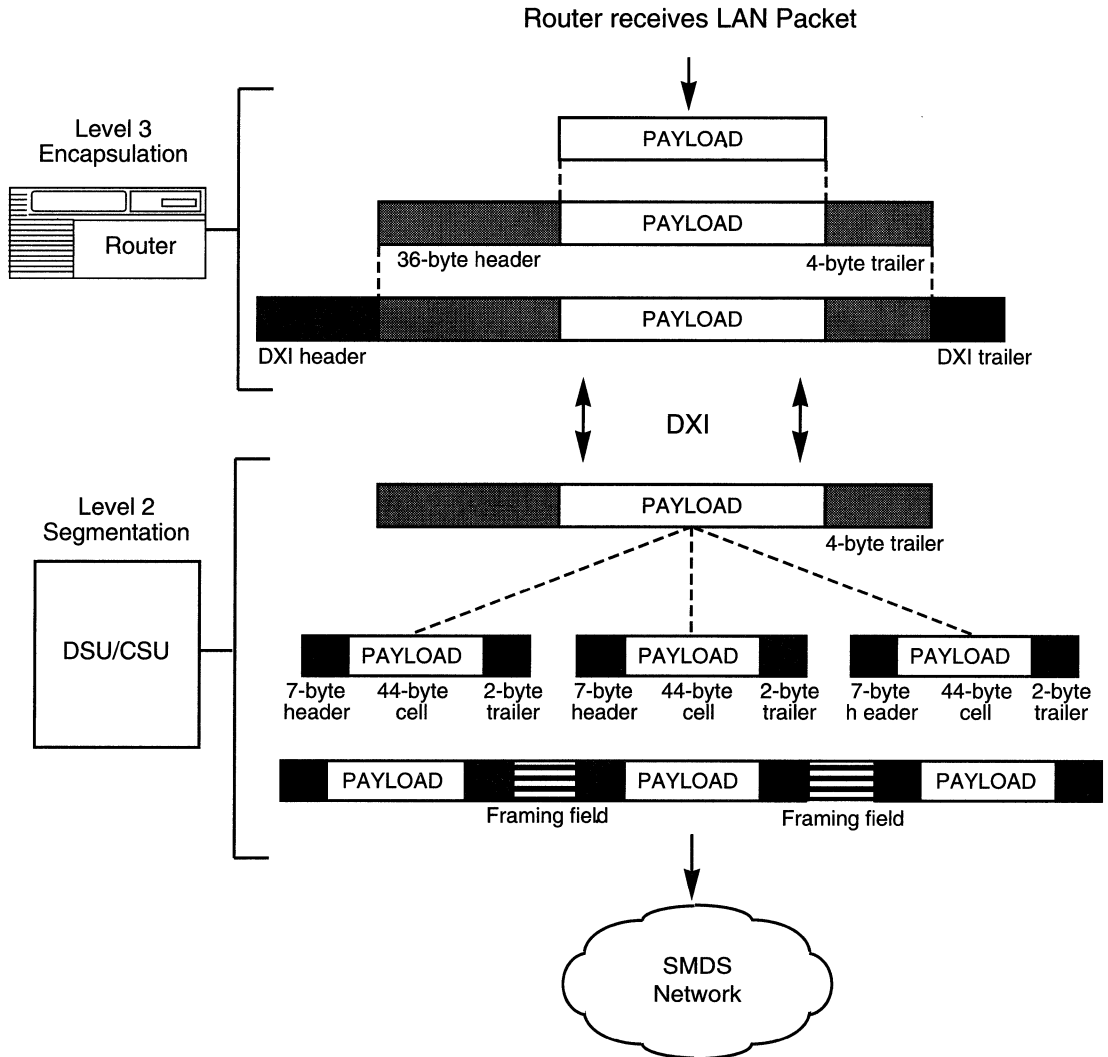 Router receives LAN Packet
Level 3
Encapsulation
Router
PAYLOAD
PAYLOAD
36-byte header
4-byte trailer
PAYLOAD
DXI header
DXI trailer
DXI
Level 2
Segmentation
DSU/CSU
PAYLOAD
4-byte trailer
PAYLOAD
PAYLOAD
PAYLOAD
7-byte
header
44-byte
cell
2-byte
trailer
7-byte
header
44-byte
cell
2-byte
trailer
7-byte
h eader
44-byte
cell
2-byte
trailer
PAYLOAD
PAYLOAD
PAYLOAD
Framing field
Framing field
SMDS
Network